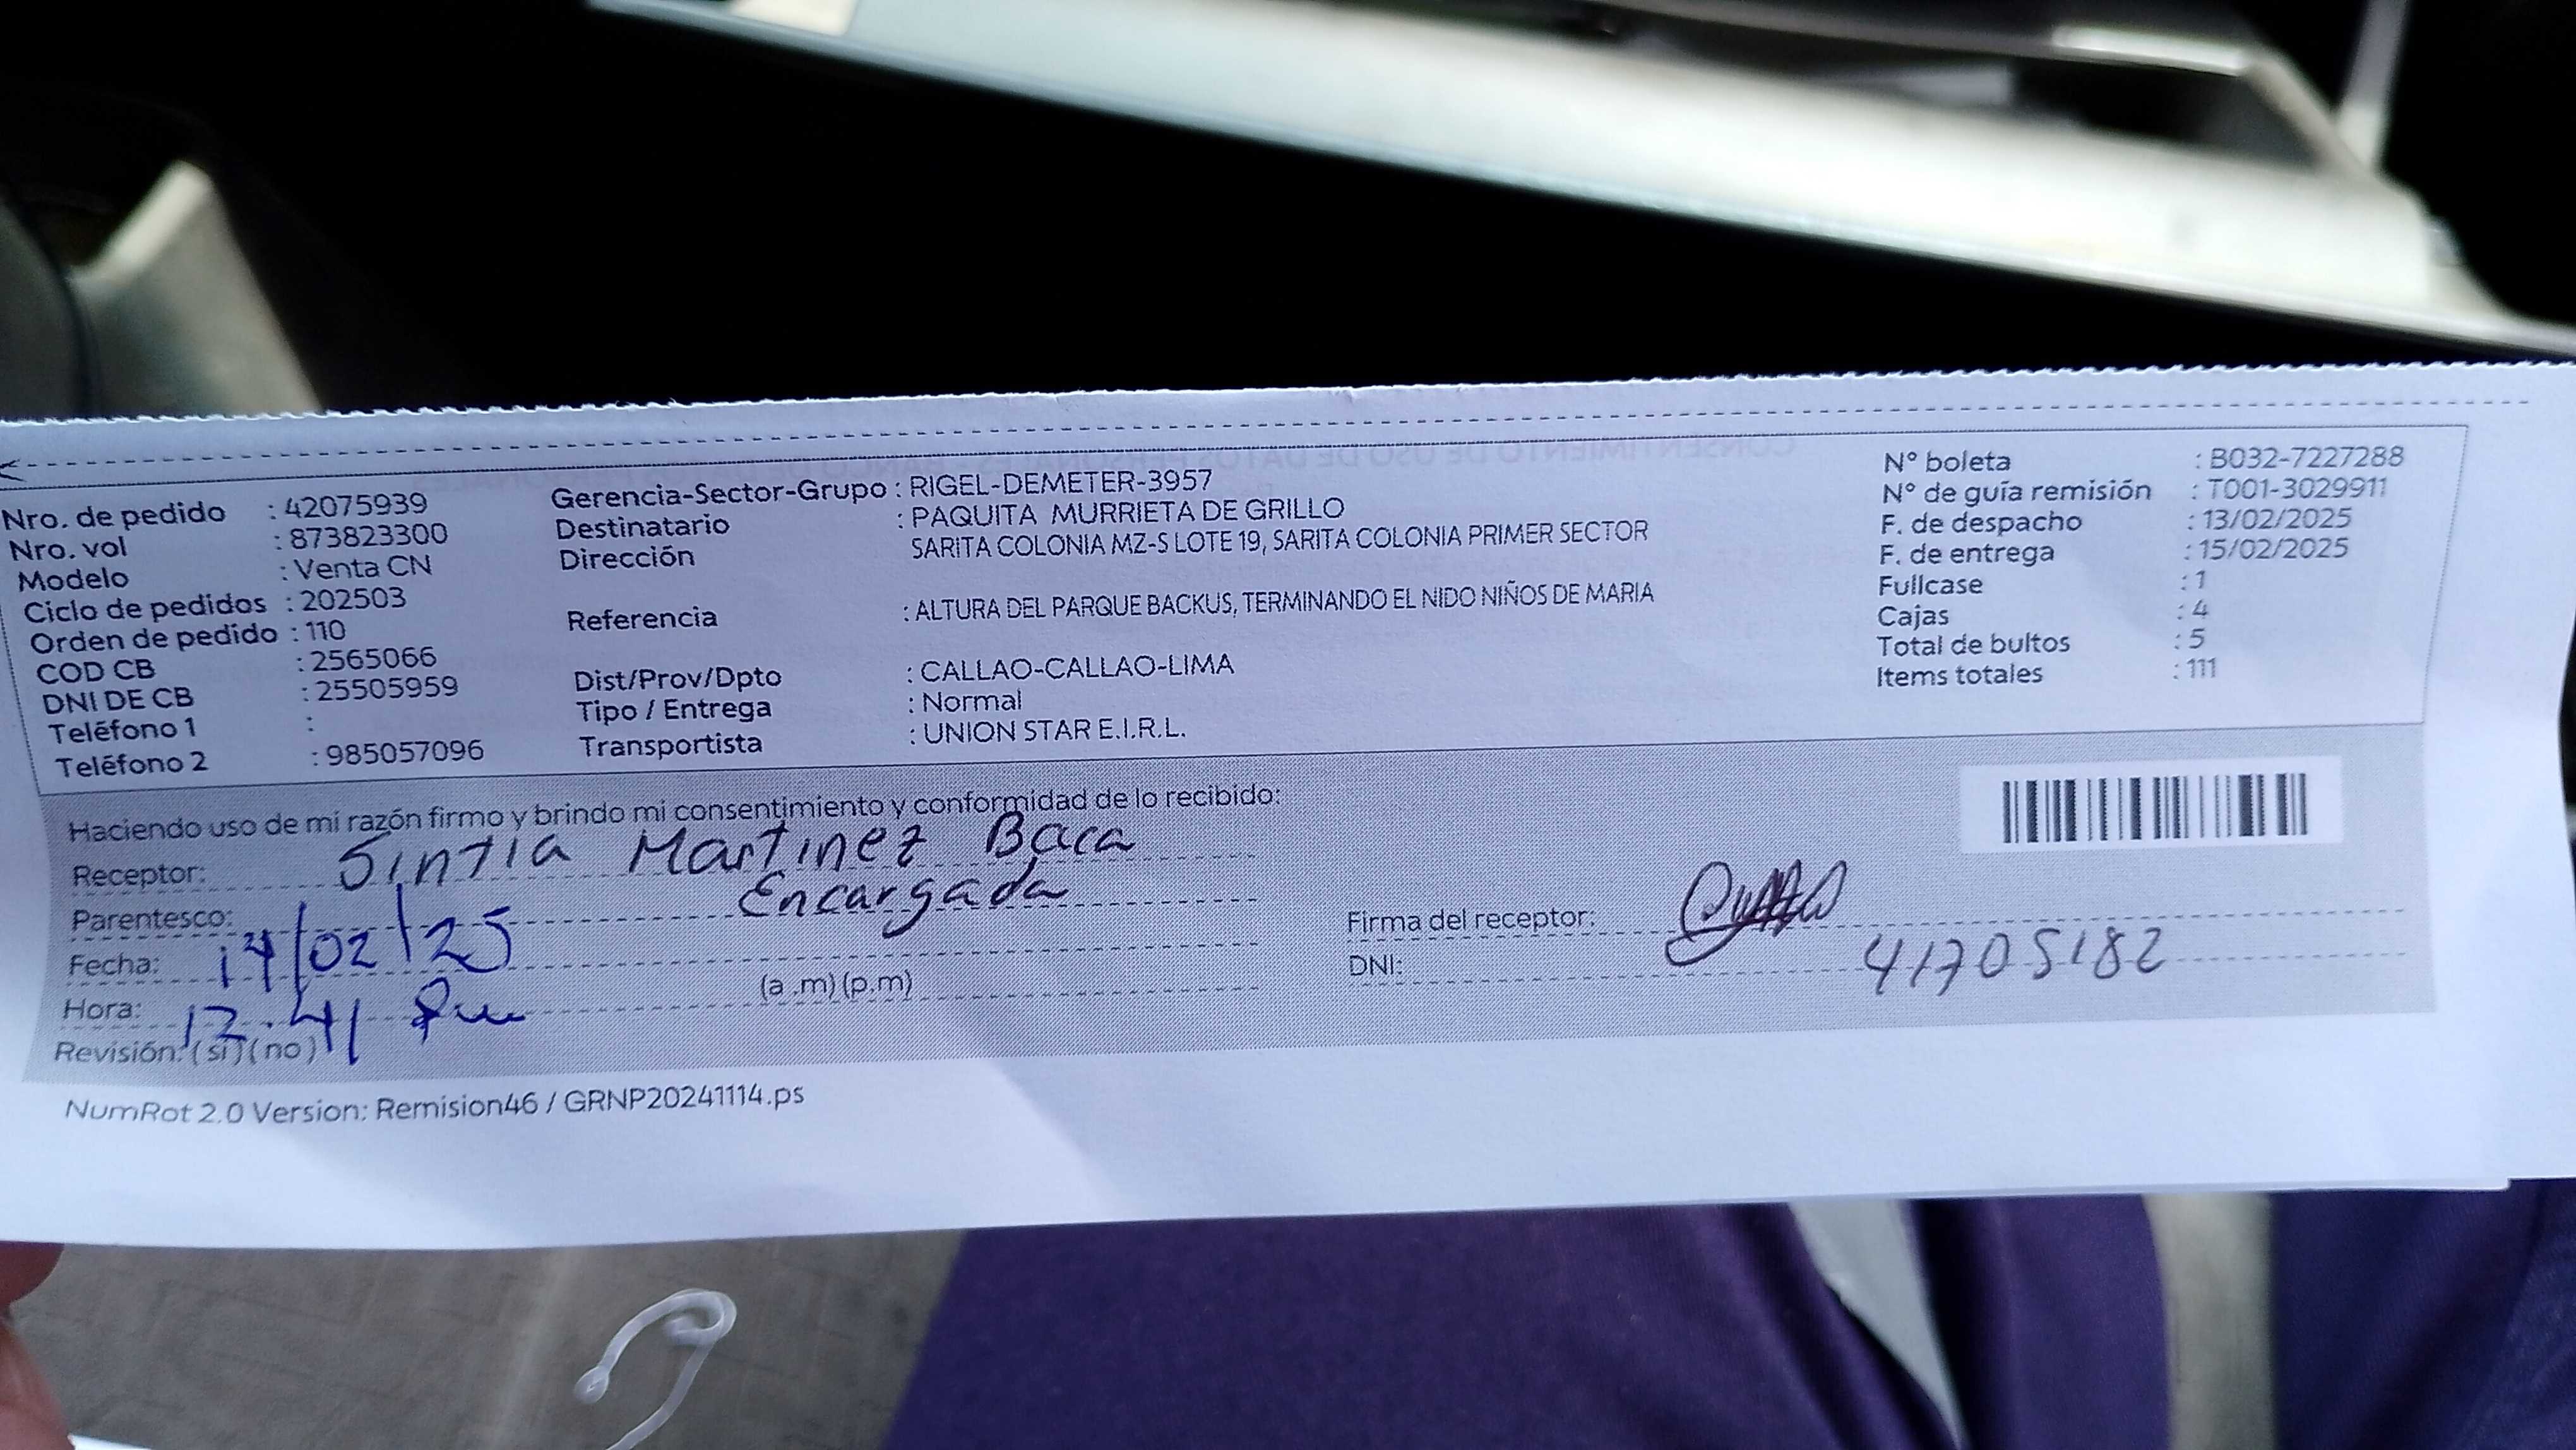 Nro. de pedido : 42075939
Nro. vol : 873823300
Modelo : Venta CN
Ciclo de pedidos : 202503
Orden de pedido : 110
COD CB : 2565066
DNI DE CB : 25505959
Teléfono 1 :
Teléfono 2 : 985057096
Gerencia-Sector-Grupo : RIGEL-DEMETER-3957
Destinatario : PAQUITA MURRIETA DE GRILLO
Dirección SARITA COLONIA MZ-S LOTE 19, SARITA COLONIA PRIMER SECTOR
Referencia : ALTURA DEL PARQUE BACKUS, TERMINANDO EL NIDO NIÑOS DE MARIA
Dist/Prov/Dpto : CALLAO-CALLAO-LIMA
Tipo / Entrega : Normal
Transportista : UNION STAR E.I.R.L.
N° boleta : B032-7227288
N° de guía remisión : T001-3029911
F. de despacho : 13/02/2025
F. de entrega : 15/02/2025
Fullcase : 1
Cajas : 4
Total de bultos : 5
Items totales : 111
Haciendo uso de mi razón firmo y brindo mi consentimiento y conformidad de lo recibido:
Receptor: Sintia Martinez Baca
Parentesco: Encargada
Fecha: 14/02/25
Hora: 12:41 Pm (a .m) (p.m)
Revisión: (si) (no)
Firma del receptor:
DNI: 41705182
NumRot 2.0 Version: Remision46 / GRNP20241114.ps